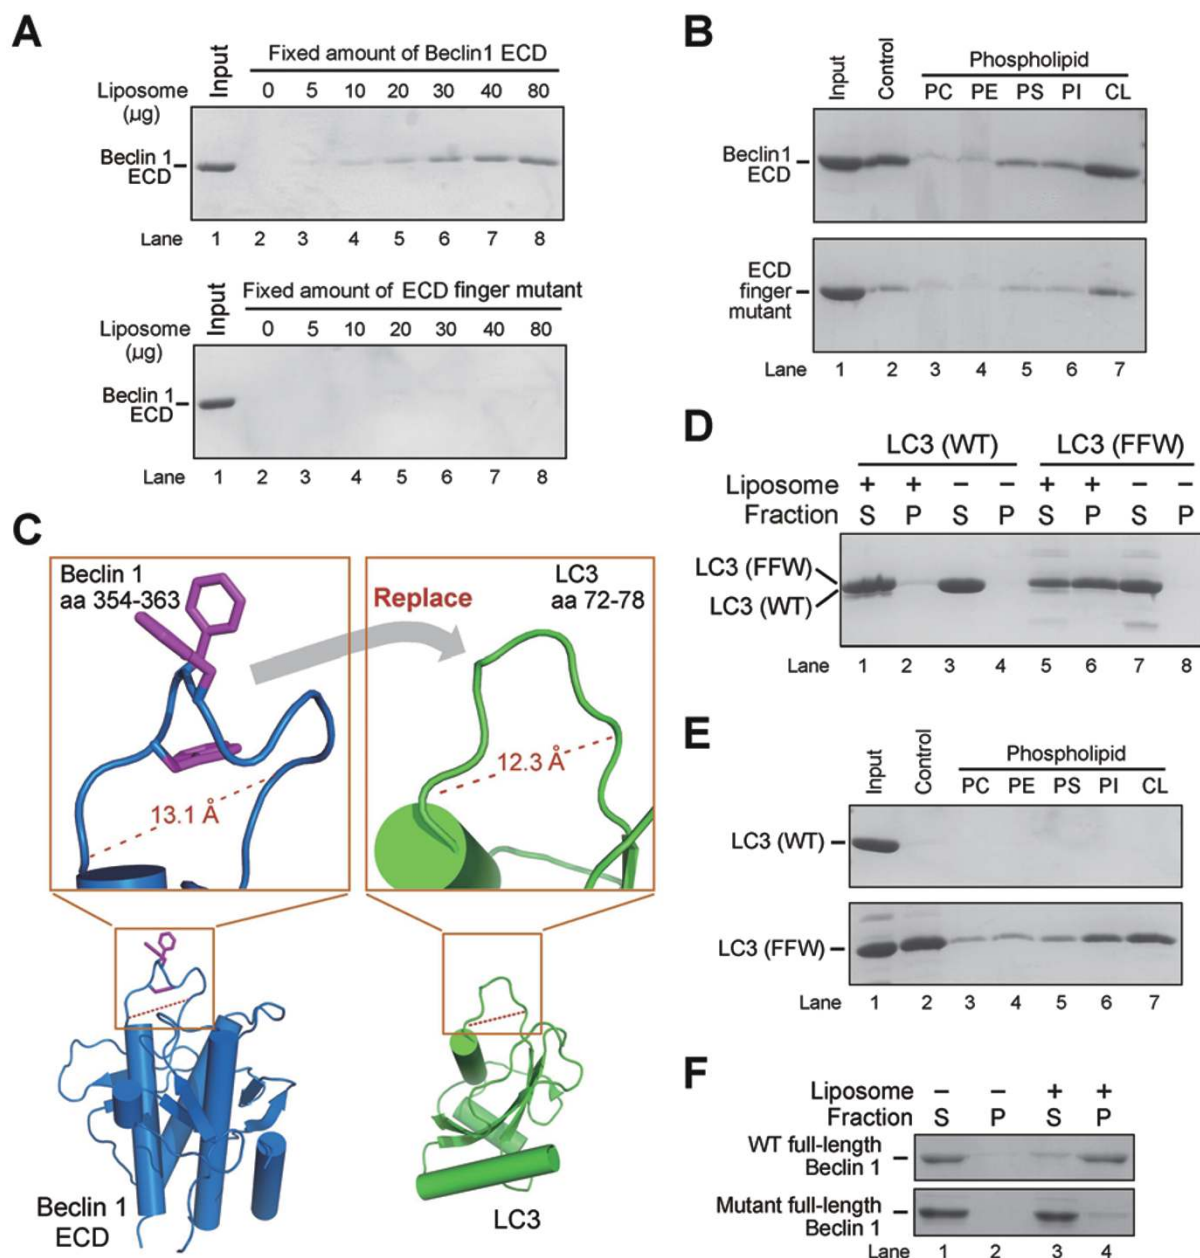 A
Input
Fixed amount of Beclin1 ECD
Liposome 0 5 10 20 30 40 80
(µg)
Beclin 1
ECD
Lane 1 2 3 4 5 6 7 8
Input
Fixed amount of ECD finger mutant
Liposome 0 5 10 20 30 40 80
(µg)
Beclin 1
ECD
Lane 1 2 3 4 5 6 7 8
B
Input Control Phospholipid
PC PE PS PI CL
Beclin1
ECD
ECD
finger
mutant
Lane 1 2 3 4 5 6 7
C
Beclin 1
aa 354-363
Replace
LC3
aa 72-78
13.1 Å
12.3 Å
Beclin 1
ECD
LC3
D
LC3 (WT) LC3 (FFW)
Liposome + + − − + + − −
Fraction S P S P S P S P
LC3 (FFW)
LC3 (WT)
Lane 1 2 3 4 5 6 7 8
E
Input Control Phospholipid
PC PE PS PI CL
LC3 (WT)
LC3 (FFW)
Lane 1 2 3 4 5 6 7
F
Liposome − − + +
Fraction S P S P
WT full-length
Beclin 1
Mutant full-length
Beclin 1
Lane 1 2 3 4